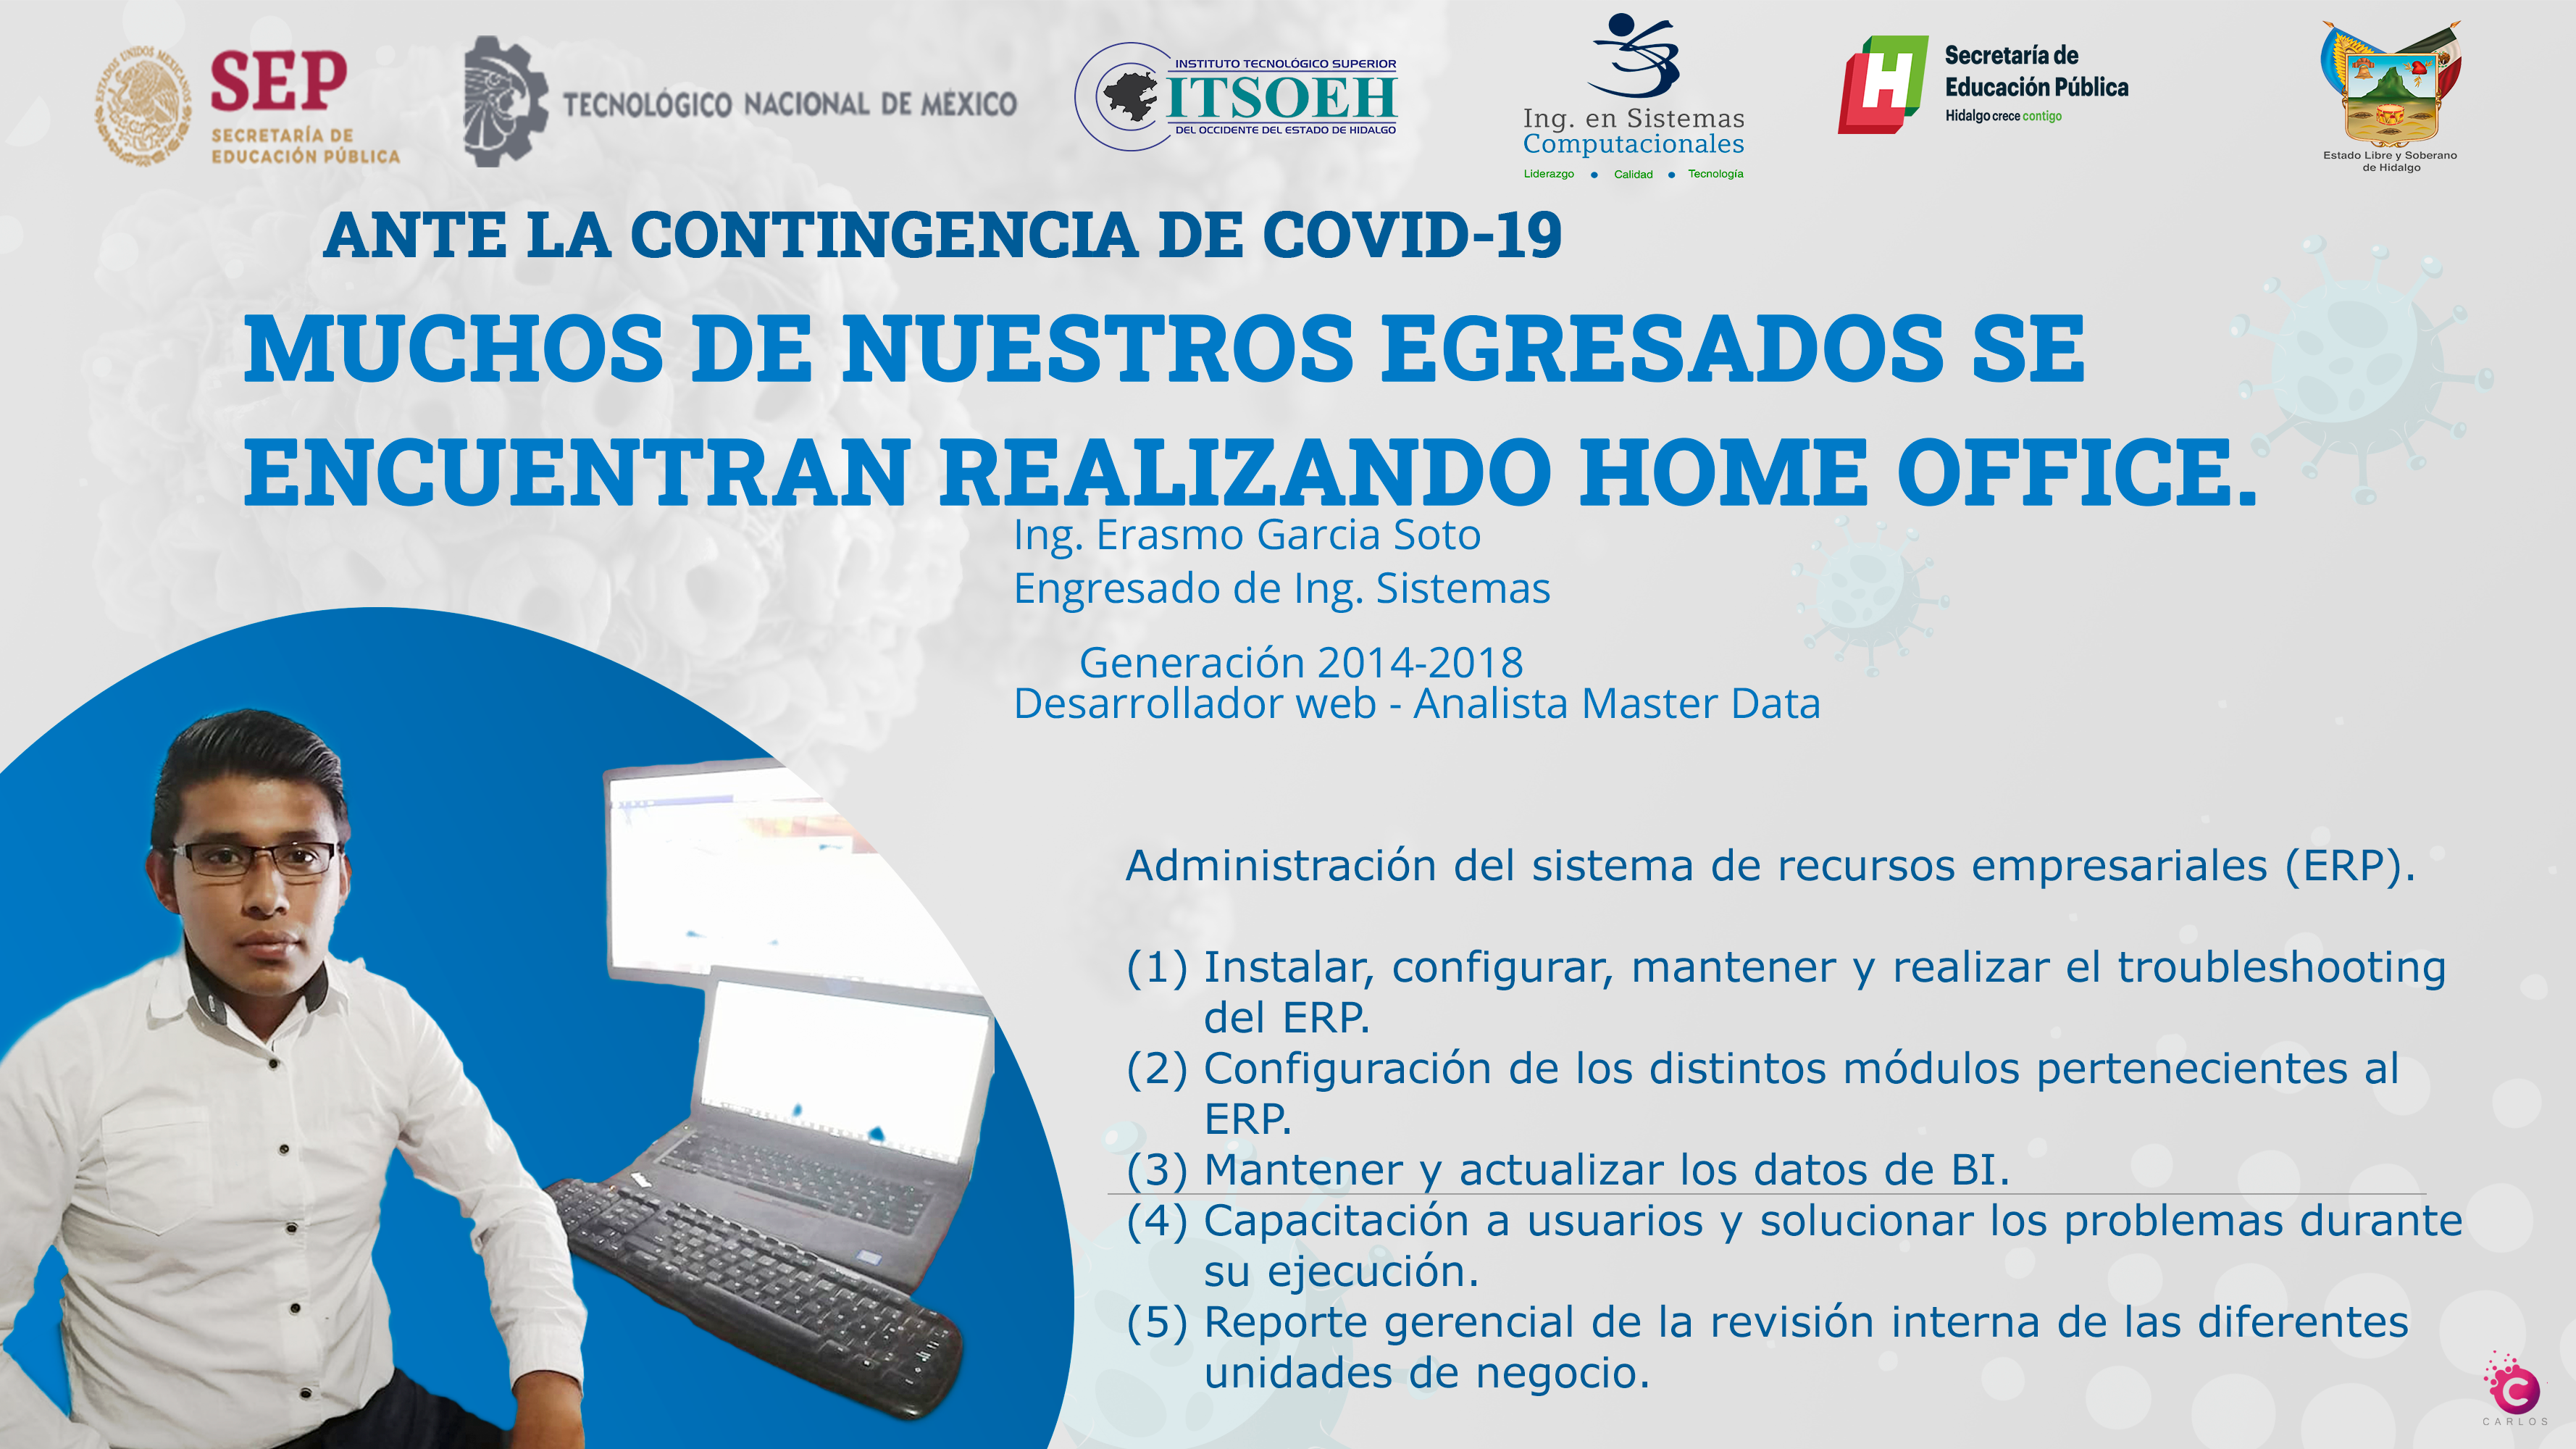 ESTADOS UNIDOS MEXICANOS
SEP
SECRETARÍA DE
EDUCACIÓN PÚBLICA
TECNOLÓGICO NACIONAL DE MÉXICO
INSTITUTO TECNOLÓGICO SUPERIOR
ITSOEH
DEL OCCIDENTE DEL ESTADO DE HIDALGO
Ing. en Sistemas
Computacionales
Liderazgo • Calidad • Tecnología
H
Secretaría de
Educación Pública
Hidalgo crece contigo
Estado Libre y Soberano
de Hidalgo
ANTE LA CONTINGENCIA DE COVID-19
MUCHOS DE NUESTROS EGRESADOS SE
ENCUENTRAN REALIZANDO HOME OFFICE.
Ing. Erasmo Garcia Soto
Engresado de Ing. Sistemas
Generación 2014-2018
Desarrollador web - Analista Master Data
Administración del sistema de recursos empresariales (ERP).
(1) Instalar, configurar, mantener y realizar el troubleshooting
del ERP.
(2) Configuración de los distintos módulos pertenecientes al
ERP.
(3) Mantener y actualizar los datos de BI.
(4) Capacitación a usuarios y solucionar los problemas durante
su ejecución.
(5) Reporte gerencial de la revisión interna de las diferentes
unidades de negocio.
C
CARLOS